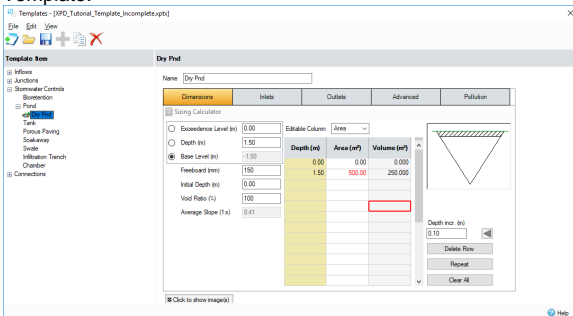 Templates - [XPD_Tutorial_Template_Incomplete.xptx]
File Edit View
Template Item
Dry Pnd
Inflows
Junctions
Stormwater Controls
Bioretention
Pond
Dry Pnd
Tank
Porous Paving
Soakaway
Swale
Infiltration Trench
Chamber
Connections
Name Dry Pnd
Dimensions Inlets Outlets Advanced Pollution
Sizing Calculator
Exceedence Level (m) 0.00
Depth (m) 1.50
Base Level (m) -1.50
Freeboard (mm) 150
Initial Depth (m) 0.00
Void Ratio (%) 100
Average Slope (1:x) 8.41
Editable Column Area
Depth (m) Area (m²) Volume (m³)
0.00 0.00 0.000
1.50 500.00 250.000
Depth incr. (m)
0.10
Delete Row
Repeat
Clear All
Click to show image(s)
Help